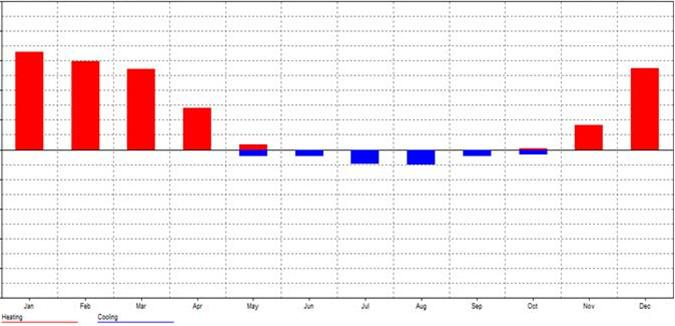 Jan Feb Mar Apr May Jun Jul Aug Sep Oct Nov Dec
Heating Cooling